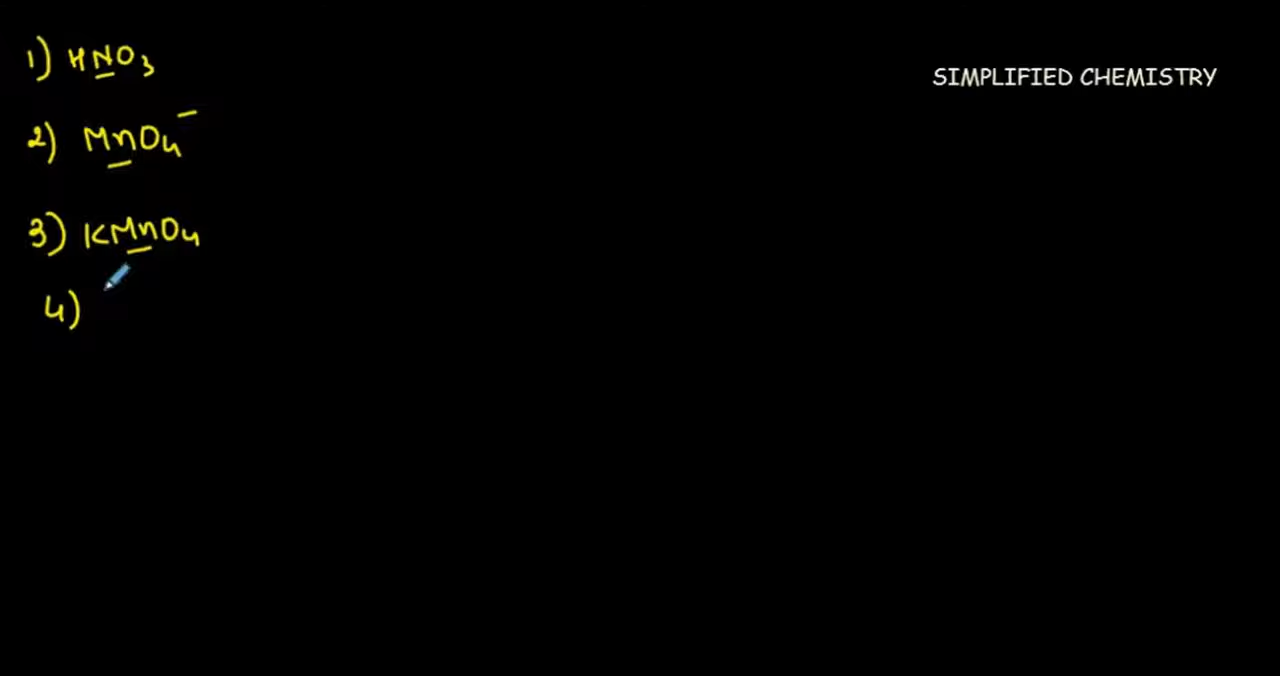 1) HNO3
SIMPLIFIED CHEMISTRY
2) MnO4⁻
3) KMnO4
4)